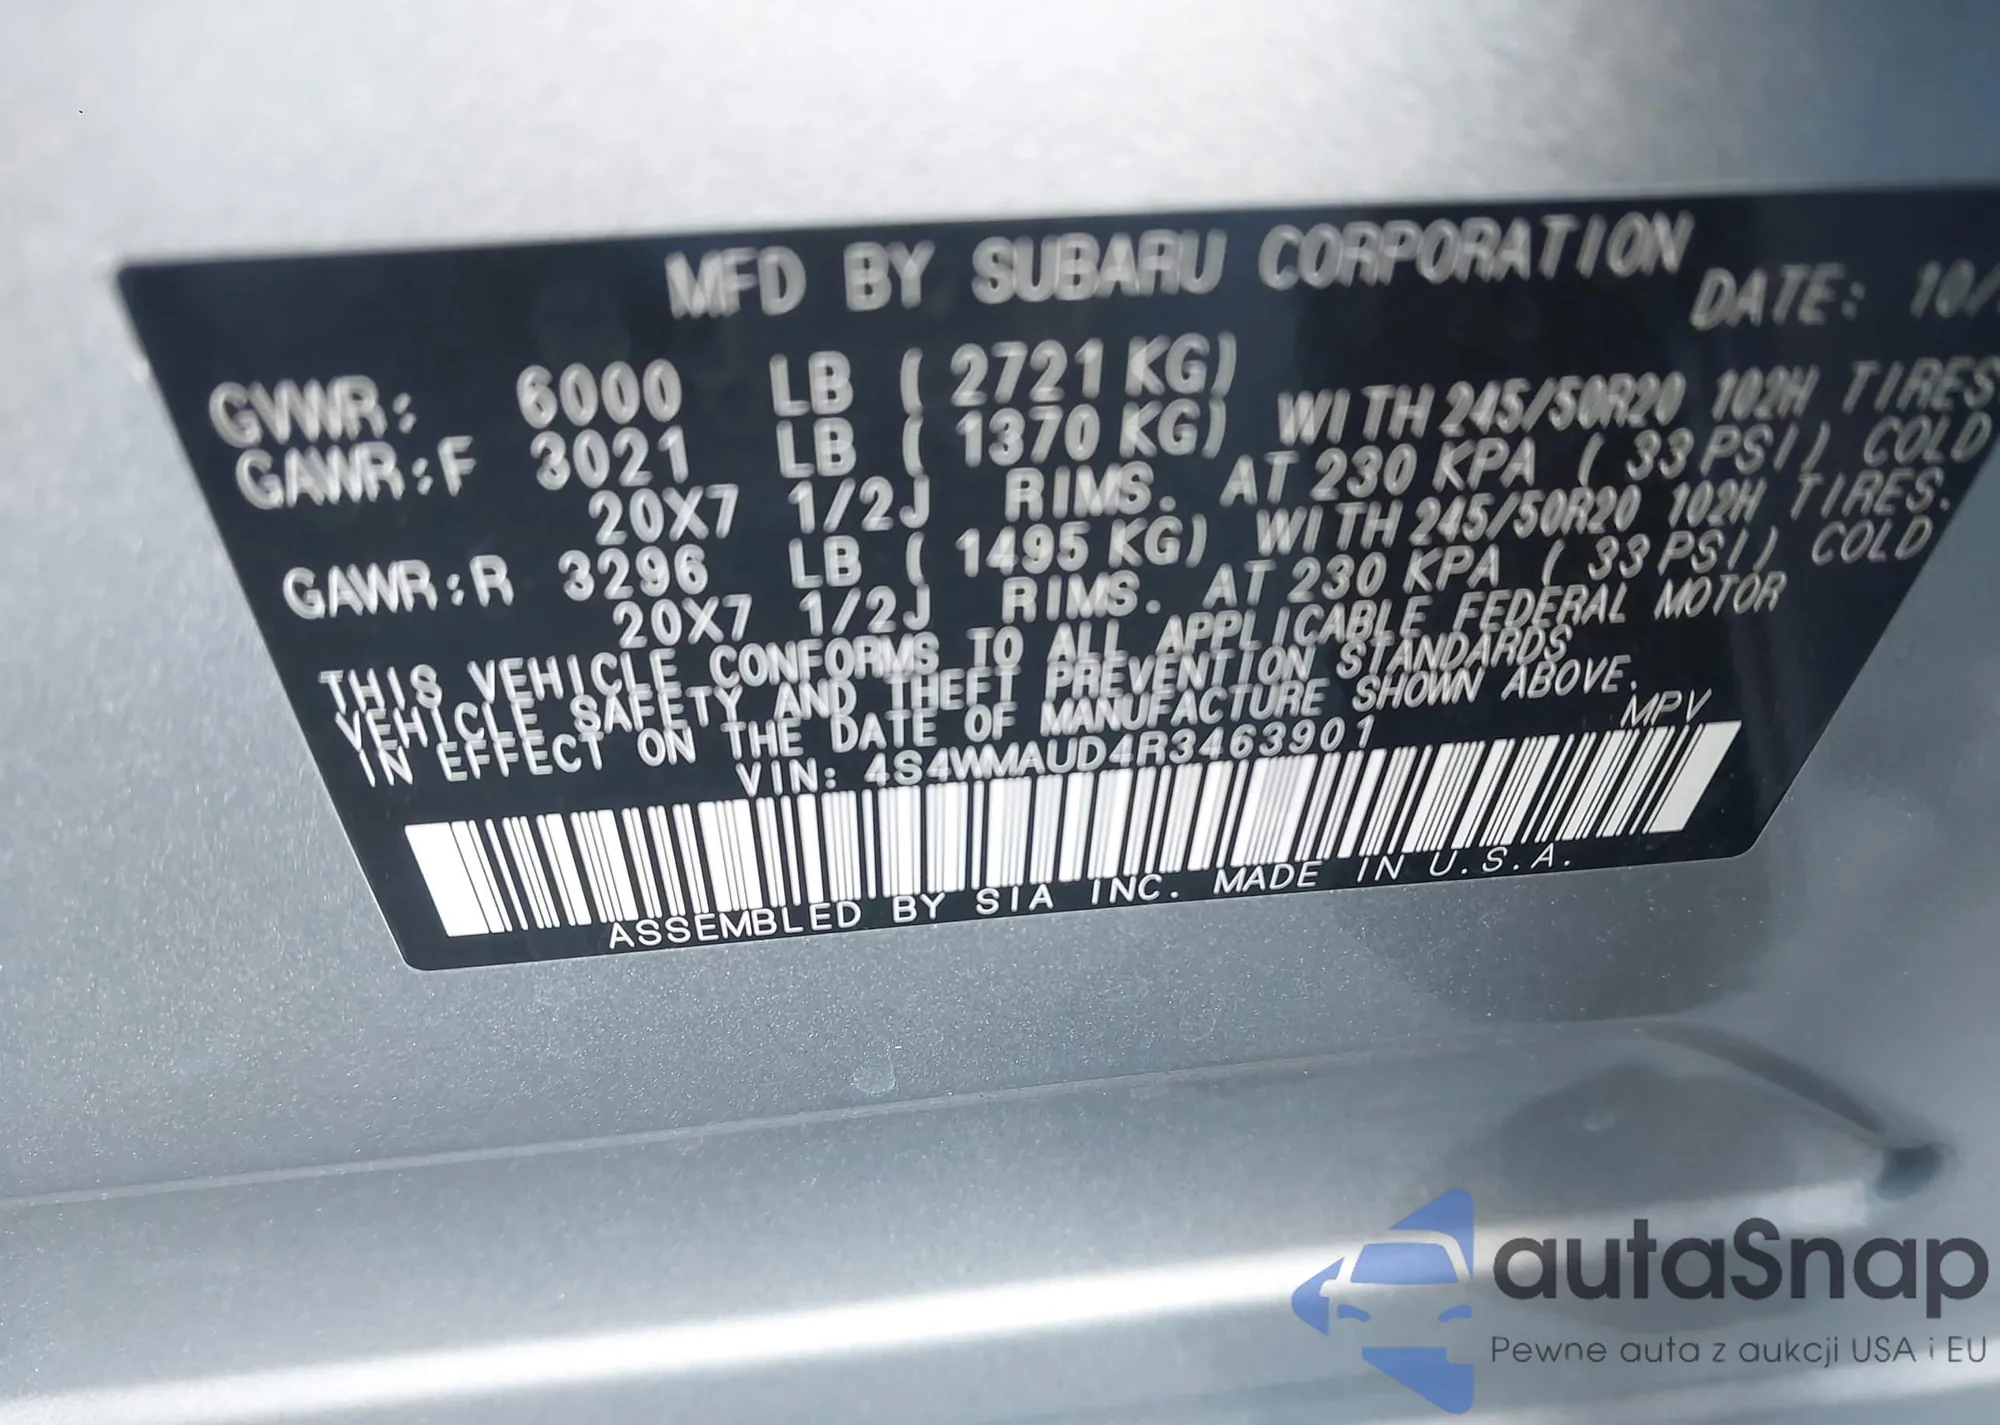 MFD BY SUBARU CORPORATION
DATE: 10/
GVWR: 6000 LB ( 2721 KG)
GAWR:F 3021 LB ( 1370 KG) WITH 245/50R20 102H TIRES
20X7 1/2J RIMS. AT 230 KPA ( 33 PSI) COLD
GAWR:R 3296 LB ( 1495 KG) WITH 245/50R20 102H TIRES.
20X7 1/2J RIMS. AT 230 KPA ( 33 PSI) COLD
THIS VEHICLE CONFORMS TO ALL APPLICABLE FEDERAL MOTOR
VEHICLE SAFETY AND THEFT PREVENTION STANDARDS
IN EFFECT ON THE DATE OF MANUFACTURE SHOWN ABOVE.
VIN: 4S4WMAUD4R3463901 MPV
ASSEMBLED BY SIA INC. MADE IN U.S.A.
autaSnap
Pewne auta z aukcji USA i EU